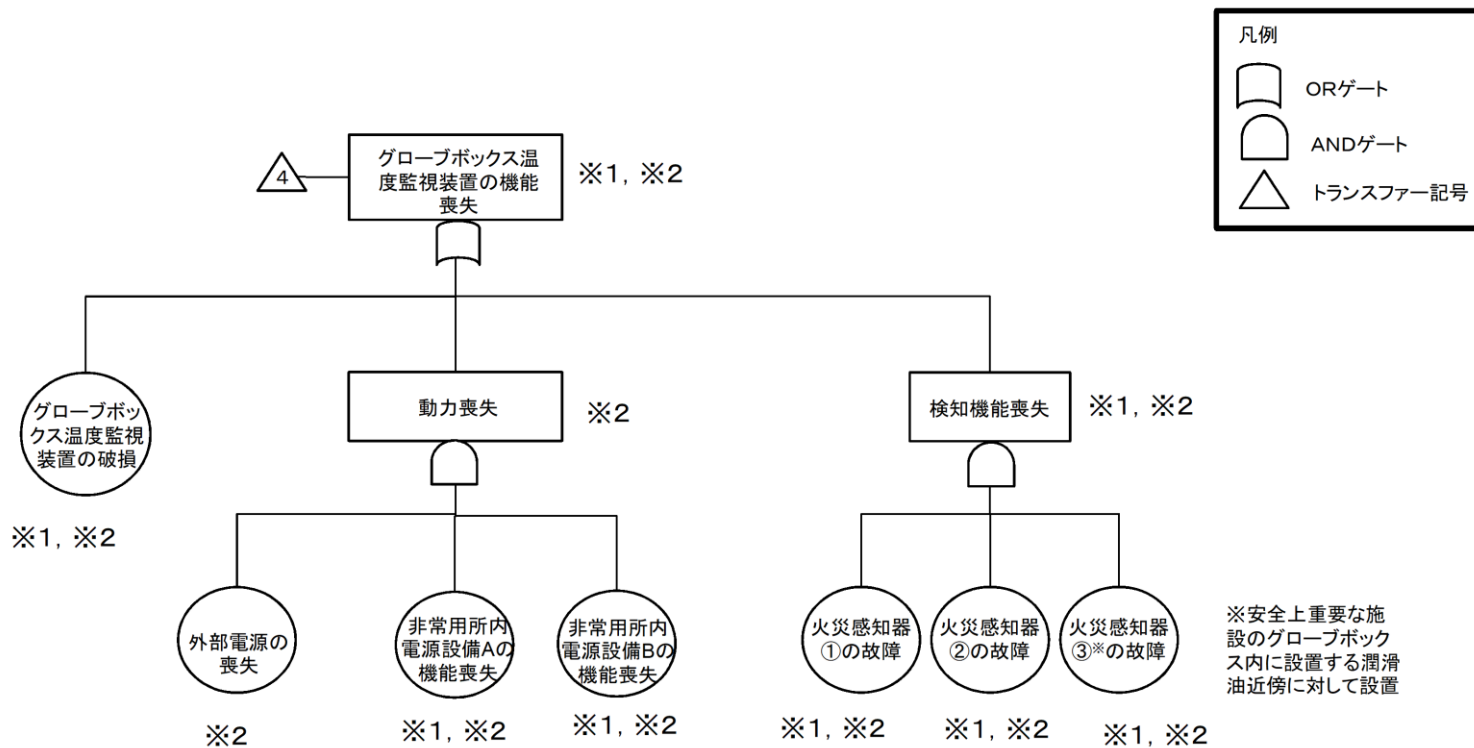 凡例
ORゲート
ANDゲート
トランスファー記号
4
グローブボックス温
度監視装置の機能
喪失
※1，※2
グローブボッ
クス温度監視
装置の破損
※1，※2
動力喪失
※2
検知機能喪失
※1，※2
外部電源の
喪失
※2
非常用所内
電源設備Aの
機能喪失
※1，※2
非常用所内
電源設備Bの
機能喪失
※1，※2
火災感知器
①の故障
※1，※2
火災感知器
②の故障
※1，※2
火災感知器
③※の故障
※1，※2
※安全上重要な施
設のグローブボック
ス内に設置する潤滑
油近傍に対して設置